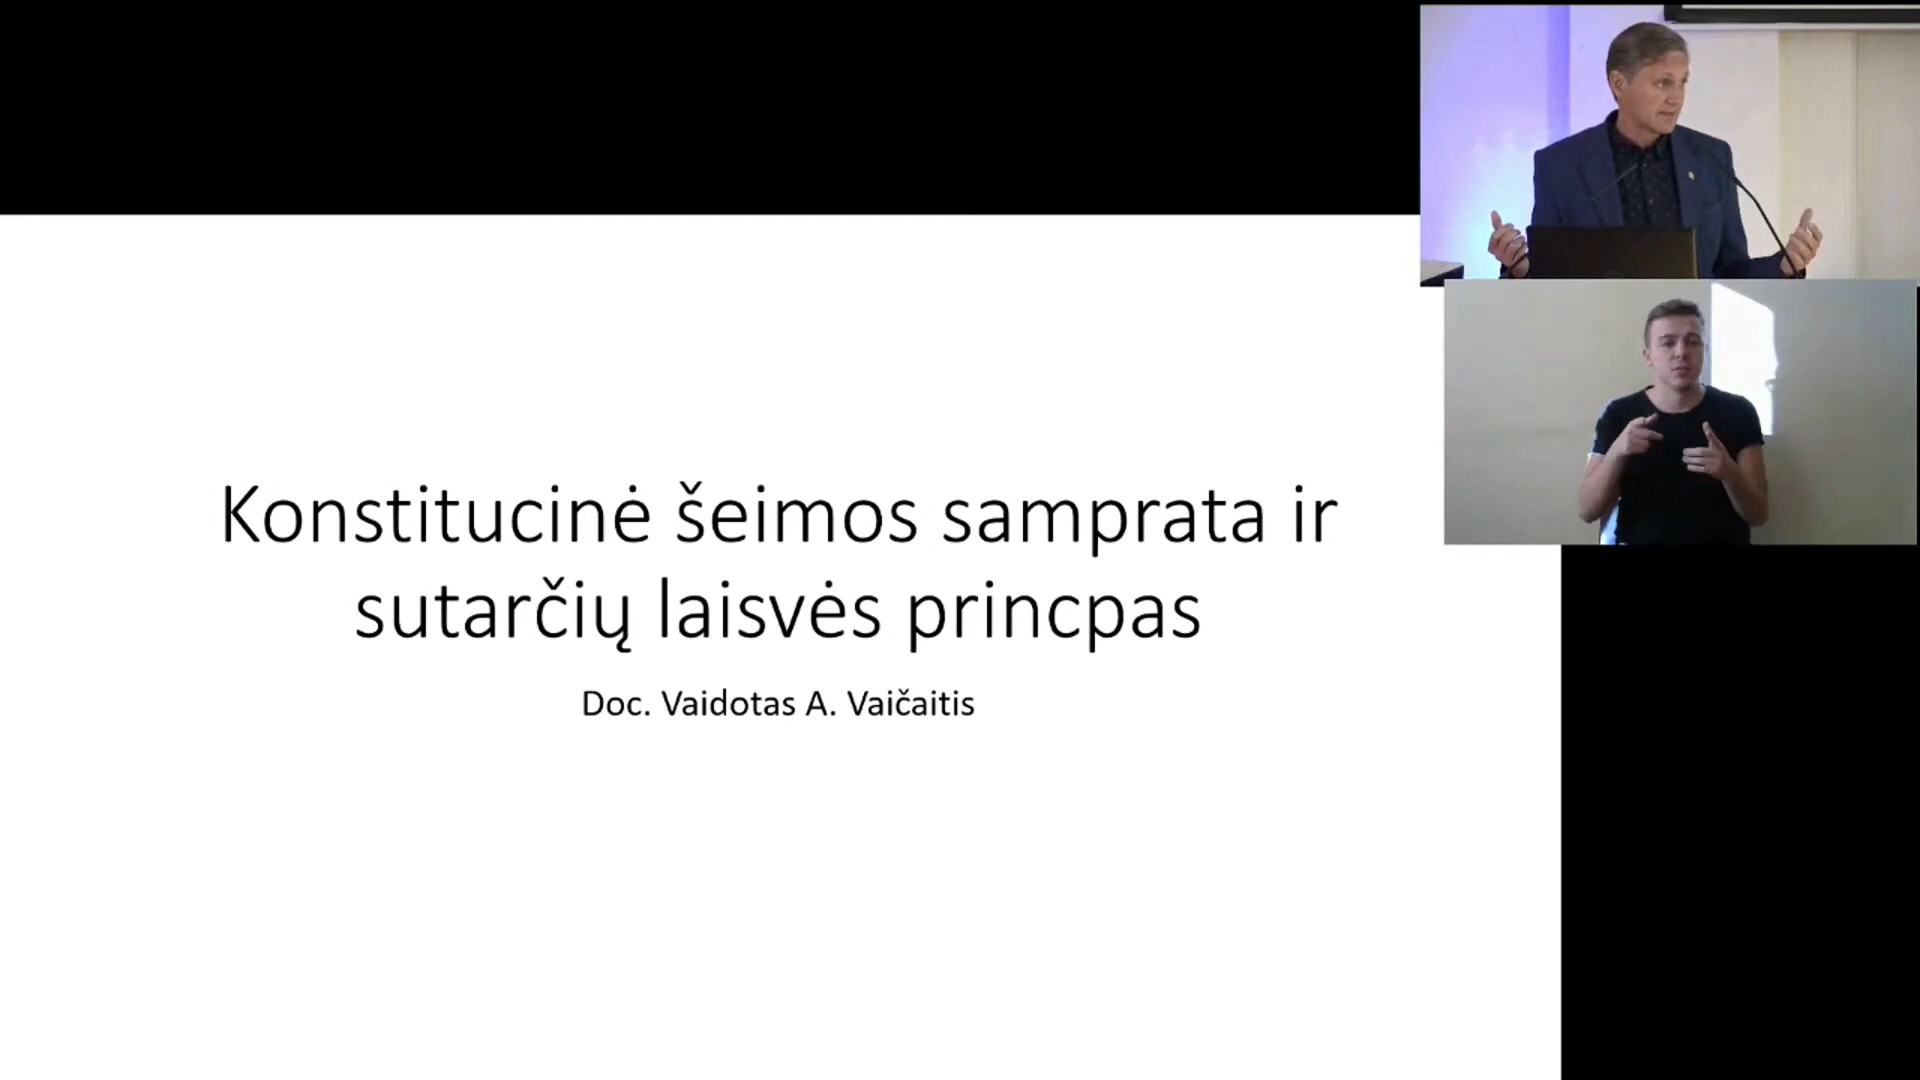 Konstitucinė šeimos samprata ir
sutarčių laisvės princpas
Doc. Vaidotas A. Vaičaitis